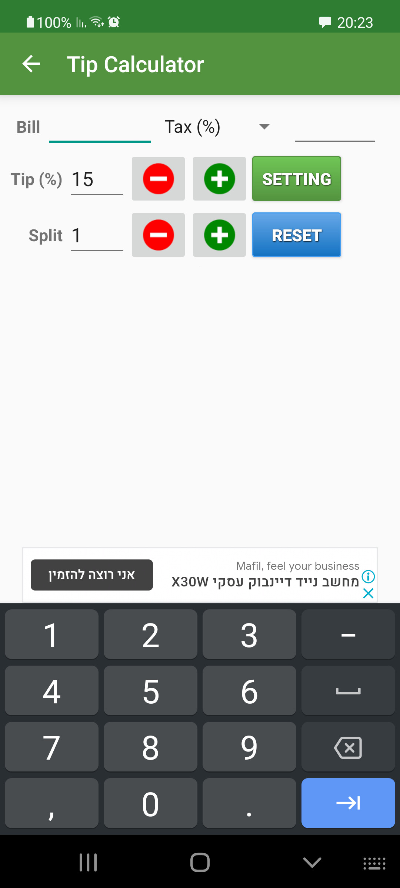 100% 20:23
Tip Calculator
Bill Tax (%)
Tip (%) 15 SETTING
Split 1 RESET
Mafil, feel your business
מחשב נייד דיינבוק עסקי X30W
אני רוצה להזמין
1 2 3 -
4 5 6
7 8 9
, 0 .